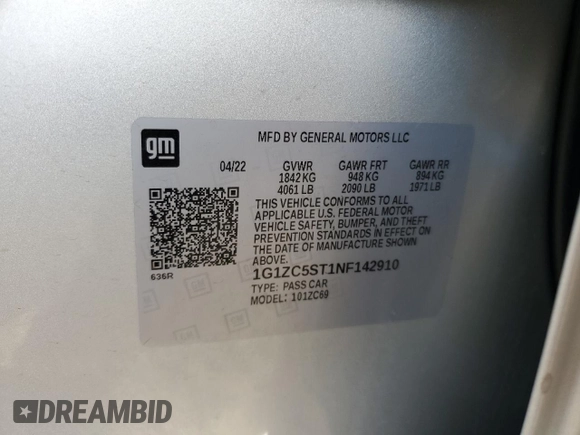 gm
MFD BY GENERAL MOTORS LLC
04/22 GVWR GAWR FRT GAWR RR
1842 KG 948 KG 894 KG
4061 LB 2090 LB 1971 LB
THIS VEHICLE CONFORMS TO ALL
APPLICABLE U.S. FEDERAL MOTOR
VEHICLE SAFETY, BUMPER, AND THEFT
PREVENTION STANDARDS IN EFFECT ON
THE DATE OF MANUFACTURE SHOWN
ABOVE.
636R
1G1ZC5ST1NF142910
TYPE: PASS CAR
MODEL: 101ZC69
DREAMBID